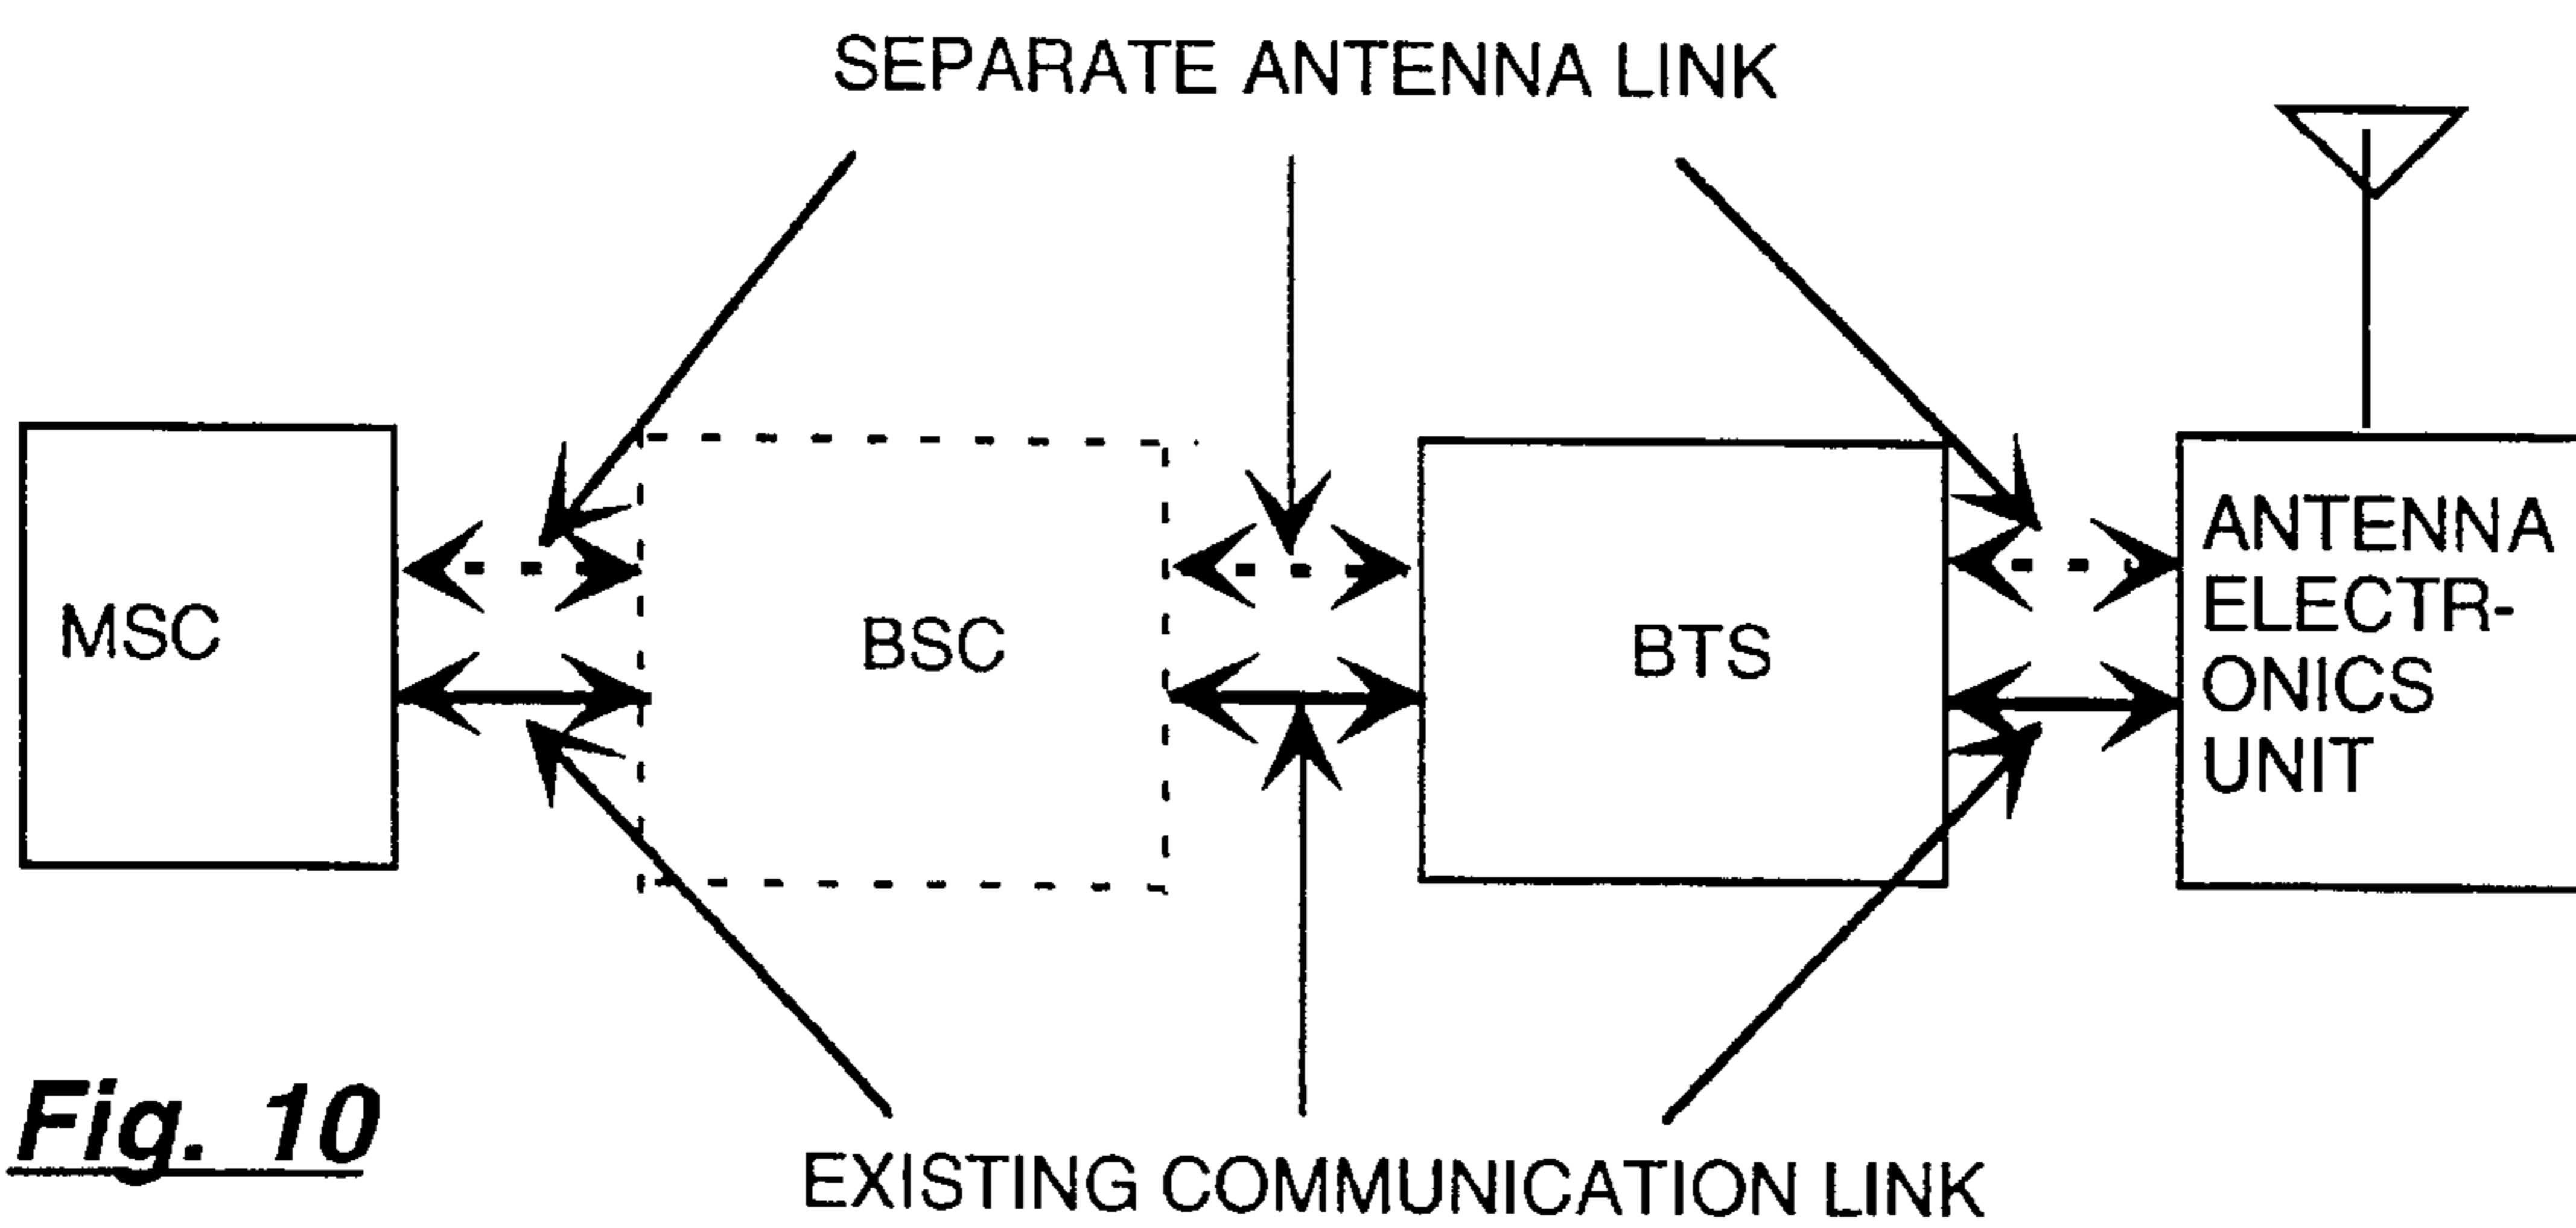 SEPARATE ANTENNA LINK
MSC
BSC
BTS
ANTENNA
ELECTR-
ONICS
UNIT
Fig. 10
EXISTING COMMUNICATION LINK